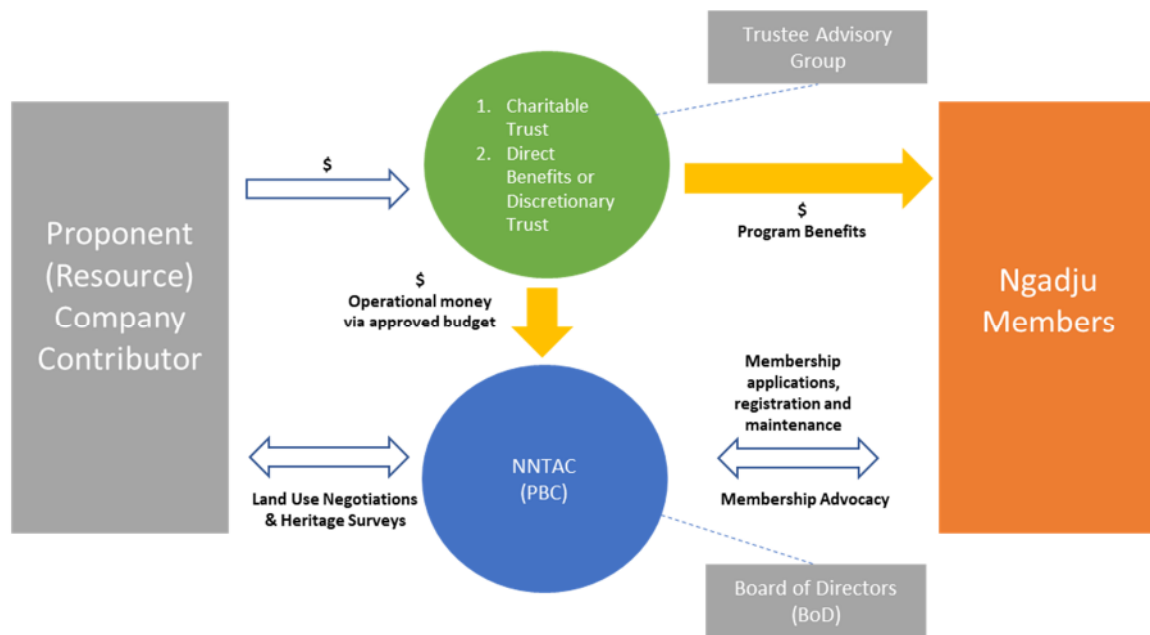 Trustee Advisory
Group
Proponent
(Resource)
Company
Contributor
$
1. Charitable
Trust
2. Direct
Benefits or
Discretionary
Trust
$
Program Benefits
Ngadju
Members
$
Operational money
via approved budget
NNTAC
(PBC)
Land Use Negotiations
& Heritage Surveys
Membership
applications,
registration and
maintenance
Membership Advocacy
Board of Directors
(BoD)